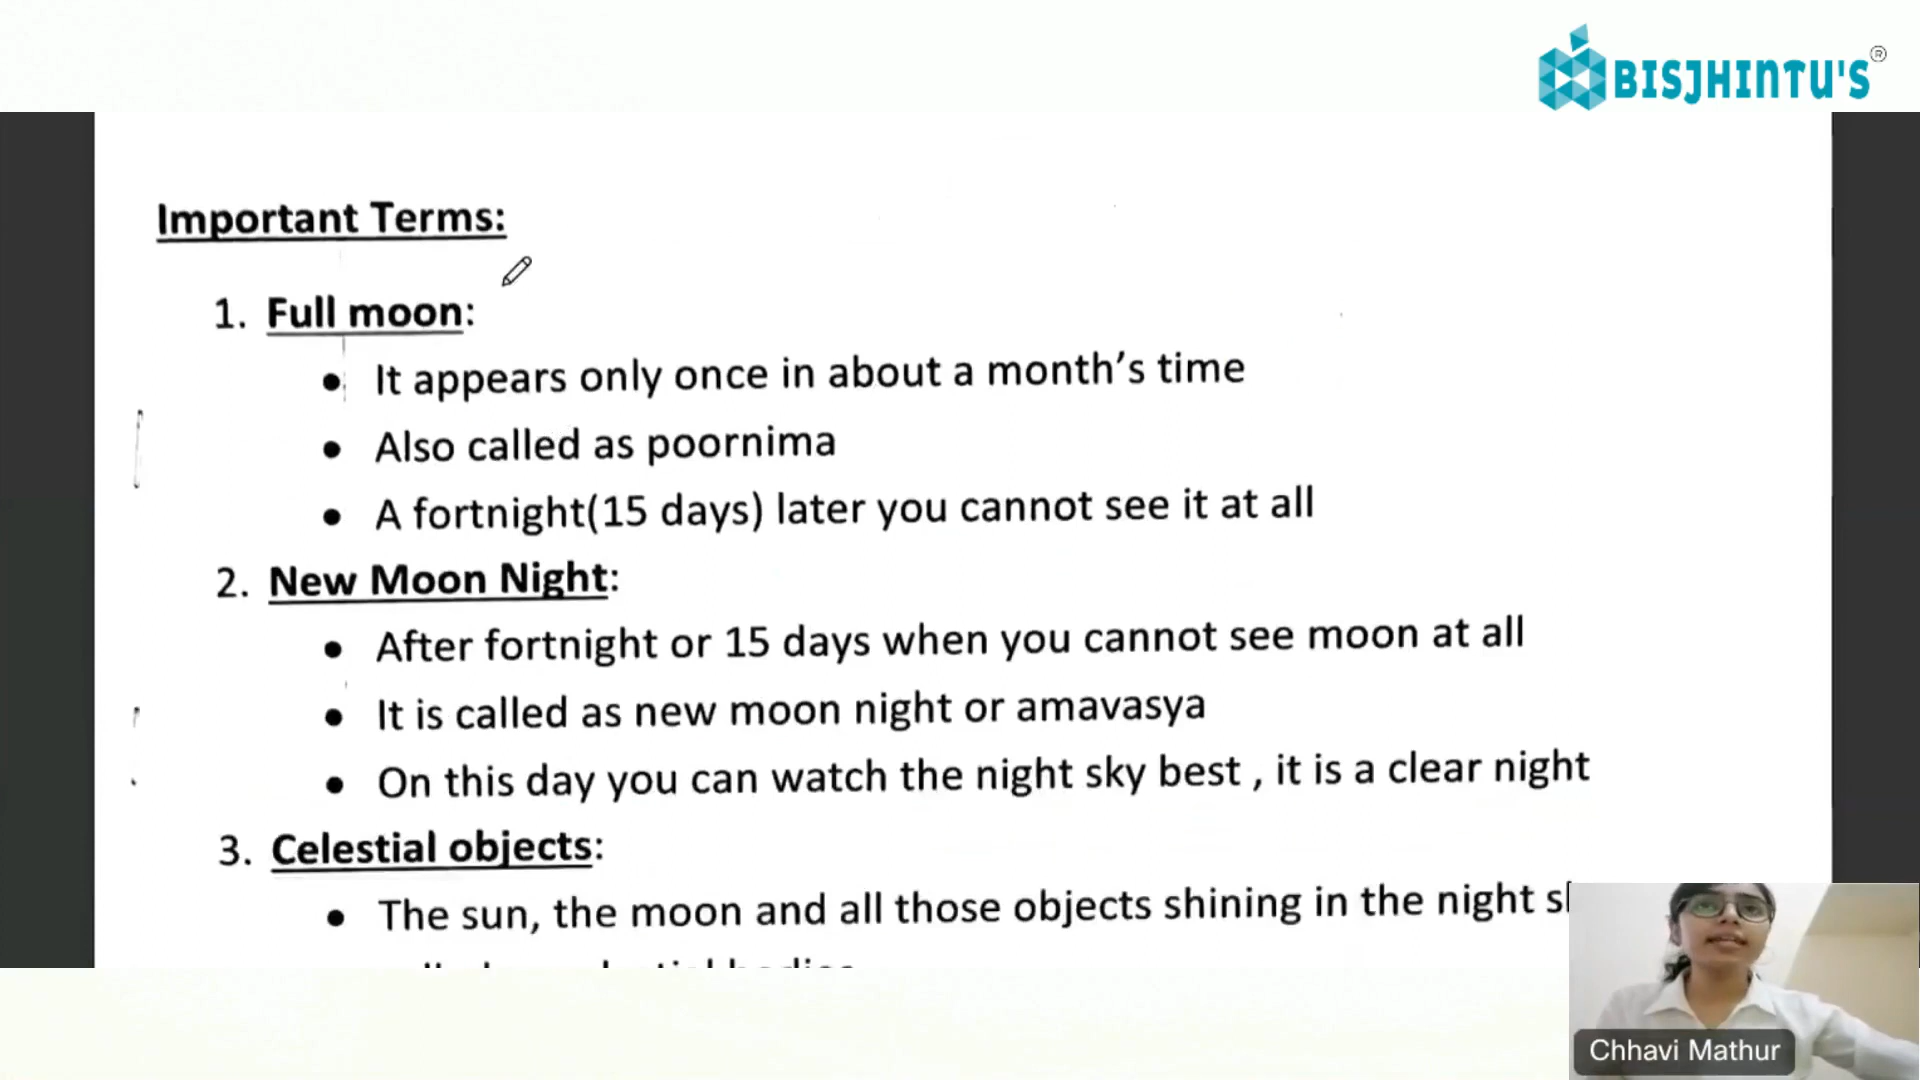 BISJHINTU'S®
Important Terms:
1. Full moon:
• It appears only once in about a month’s time
• Also called as poornima
• A fortnight(15 days) later you cannot see it at all
2. New Moon Night:
• After fortnight or 15 days when you cannot see moon at all
• It is called as new moon night or amavasya
• On this day you can watch the night sky best , it is a clear night
3. Celestial objects:
• The sun, the moon and all those objects shining in the night
Chhavi Mathur